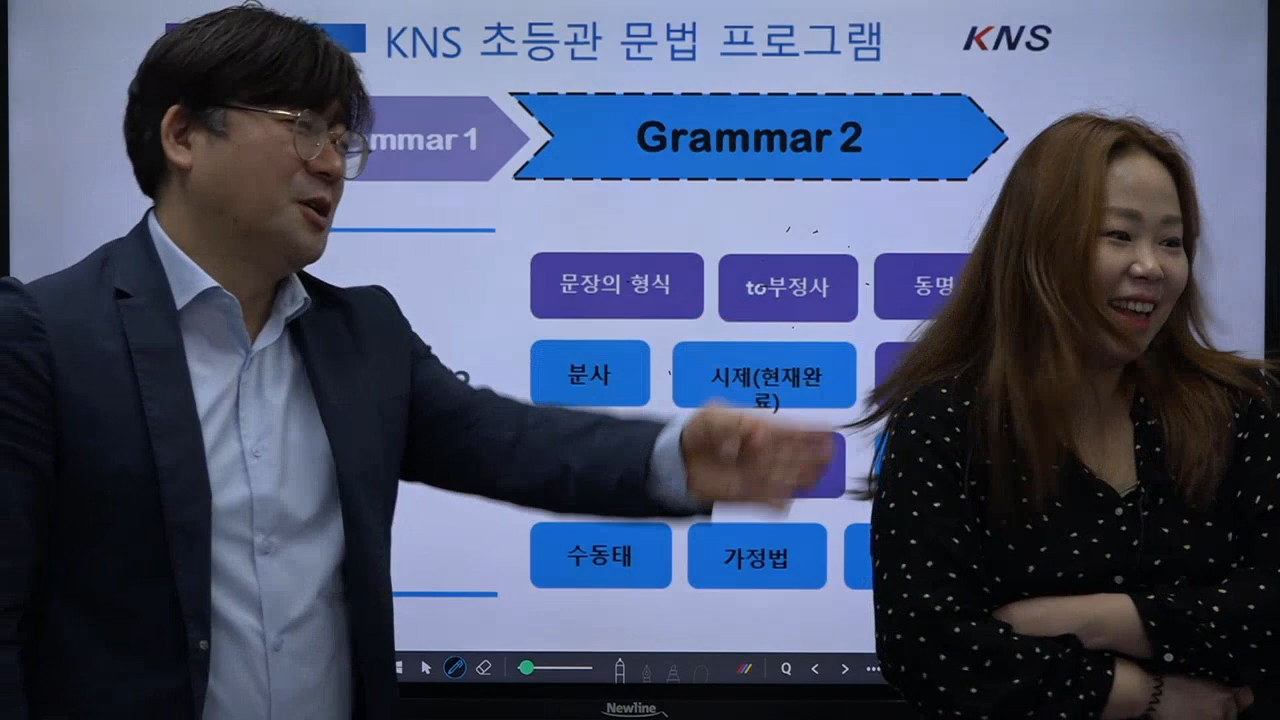 KNS 초등관 문법 프로그램
KNS
mmar 1
Grammar 2
문장의 형식
to부정사
동명
분사
시제(현재완
료)
수동태
가정법
Newline